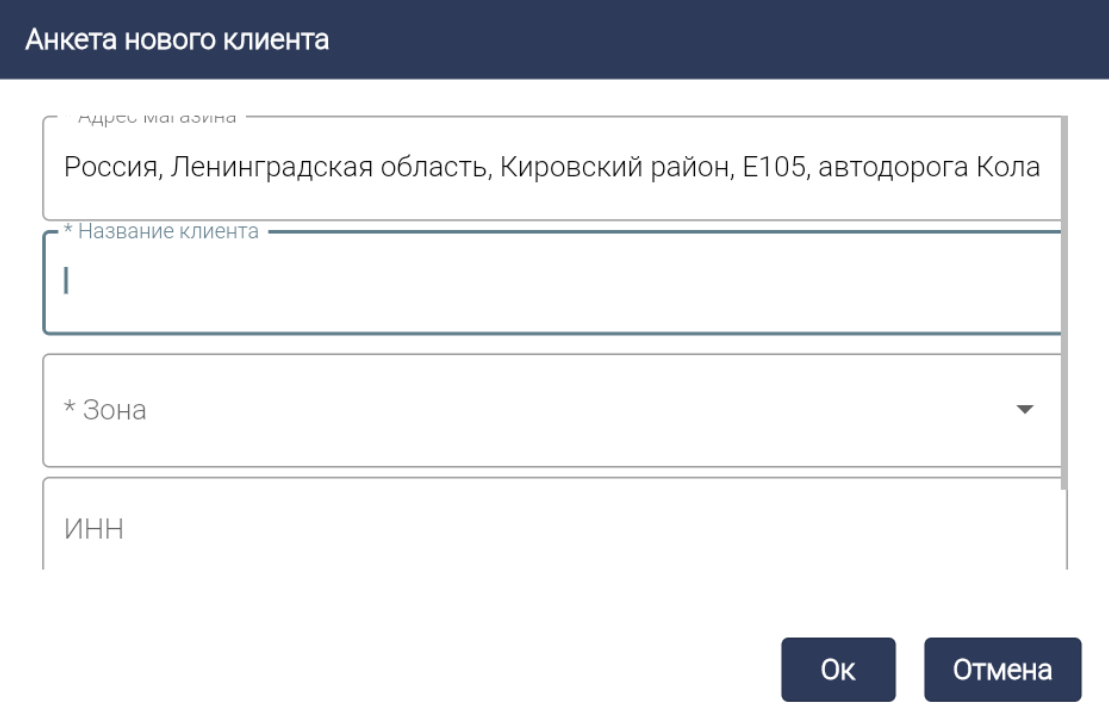 Анкета нового клиента
* Адрес магазина
Россия, Ленинградская область, Кировский район, Е105, автодорога Кола
* Название клиента
* Зона
ИНН
Ок
Отмена